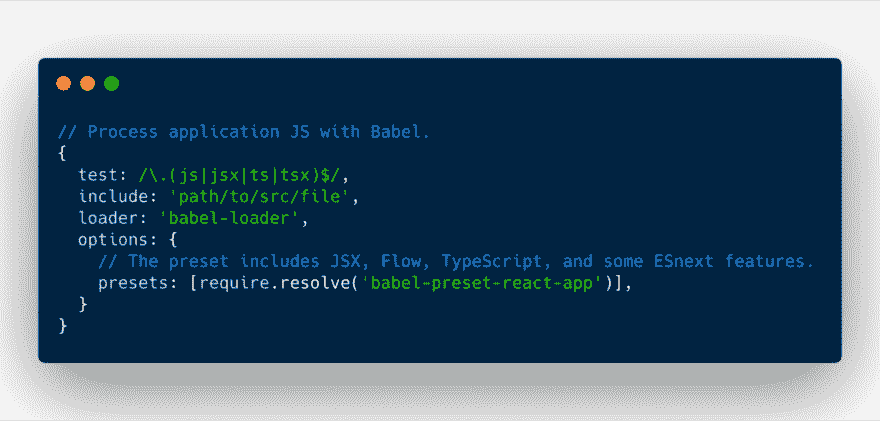 // Process application JS with Babel.
{
  test: /\.(js|jsx|ts|tsx)$/,
  include: 'path/to/src/file',
  loader: 'babel-loader',
  options: {
    // The preset includes JSX, Flow, TypeScript, and some ESnext features.
    presets: [require.resolve('babel-preset-react-app')],
  }
}